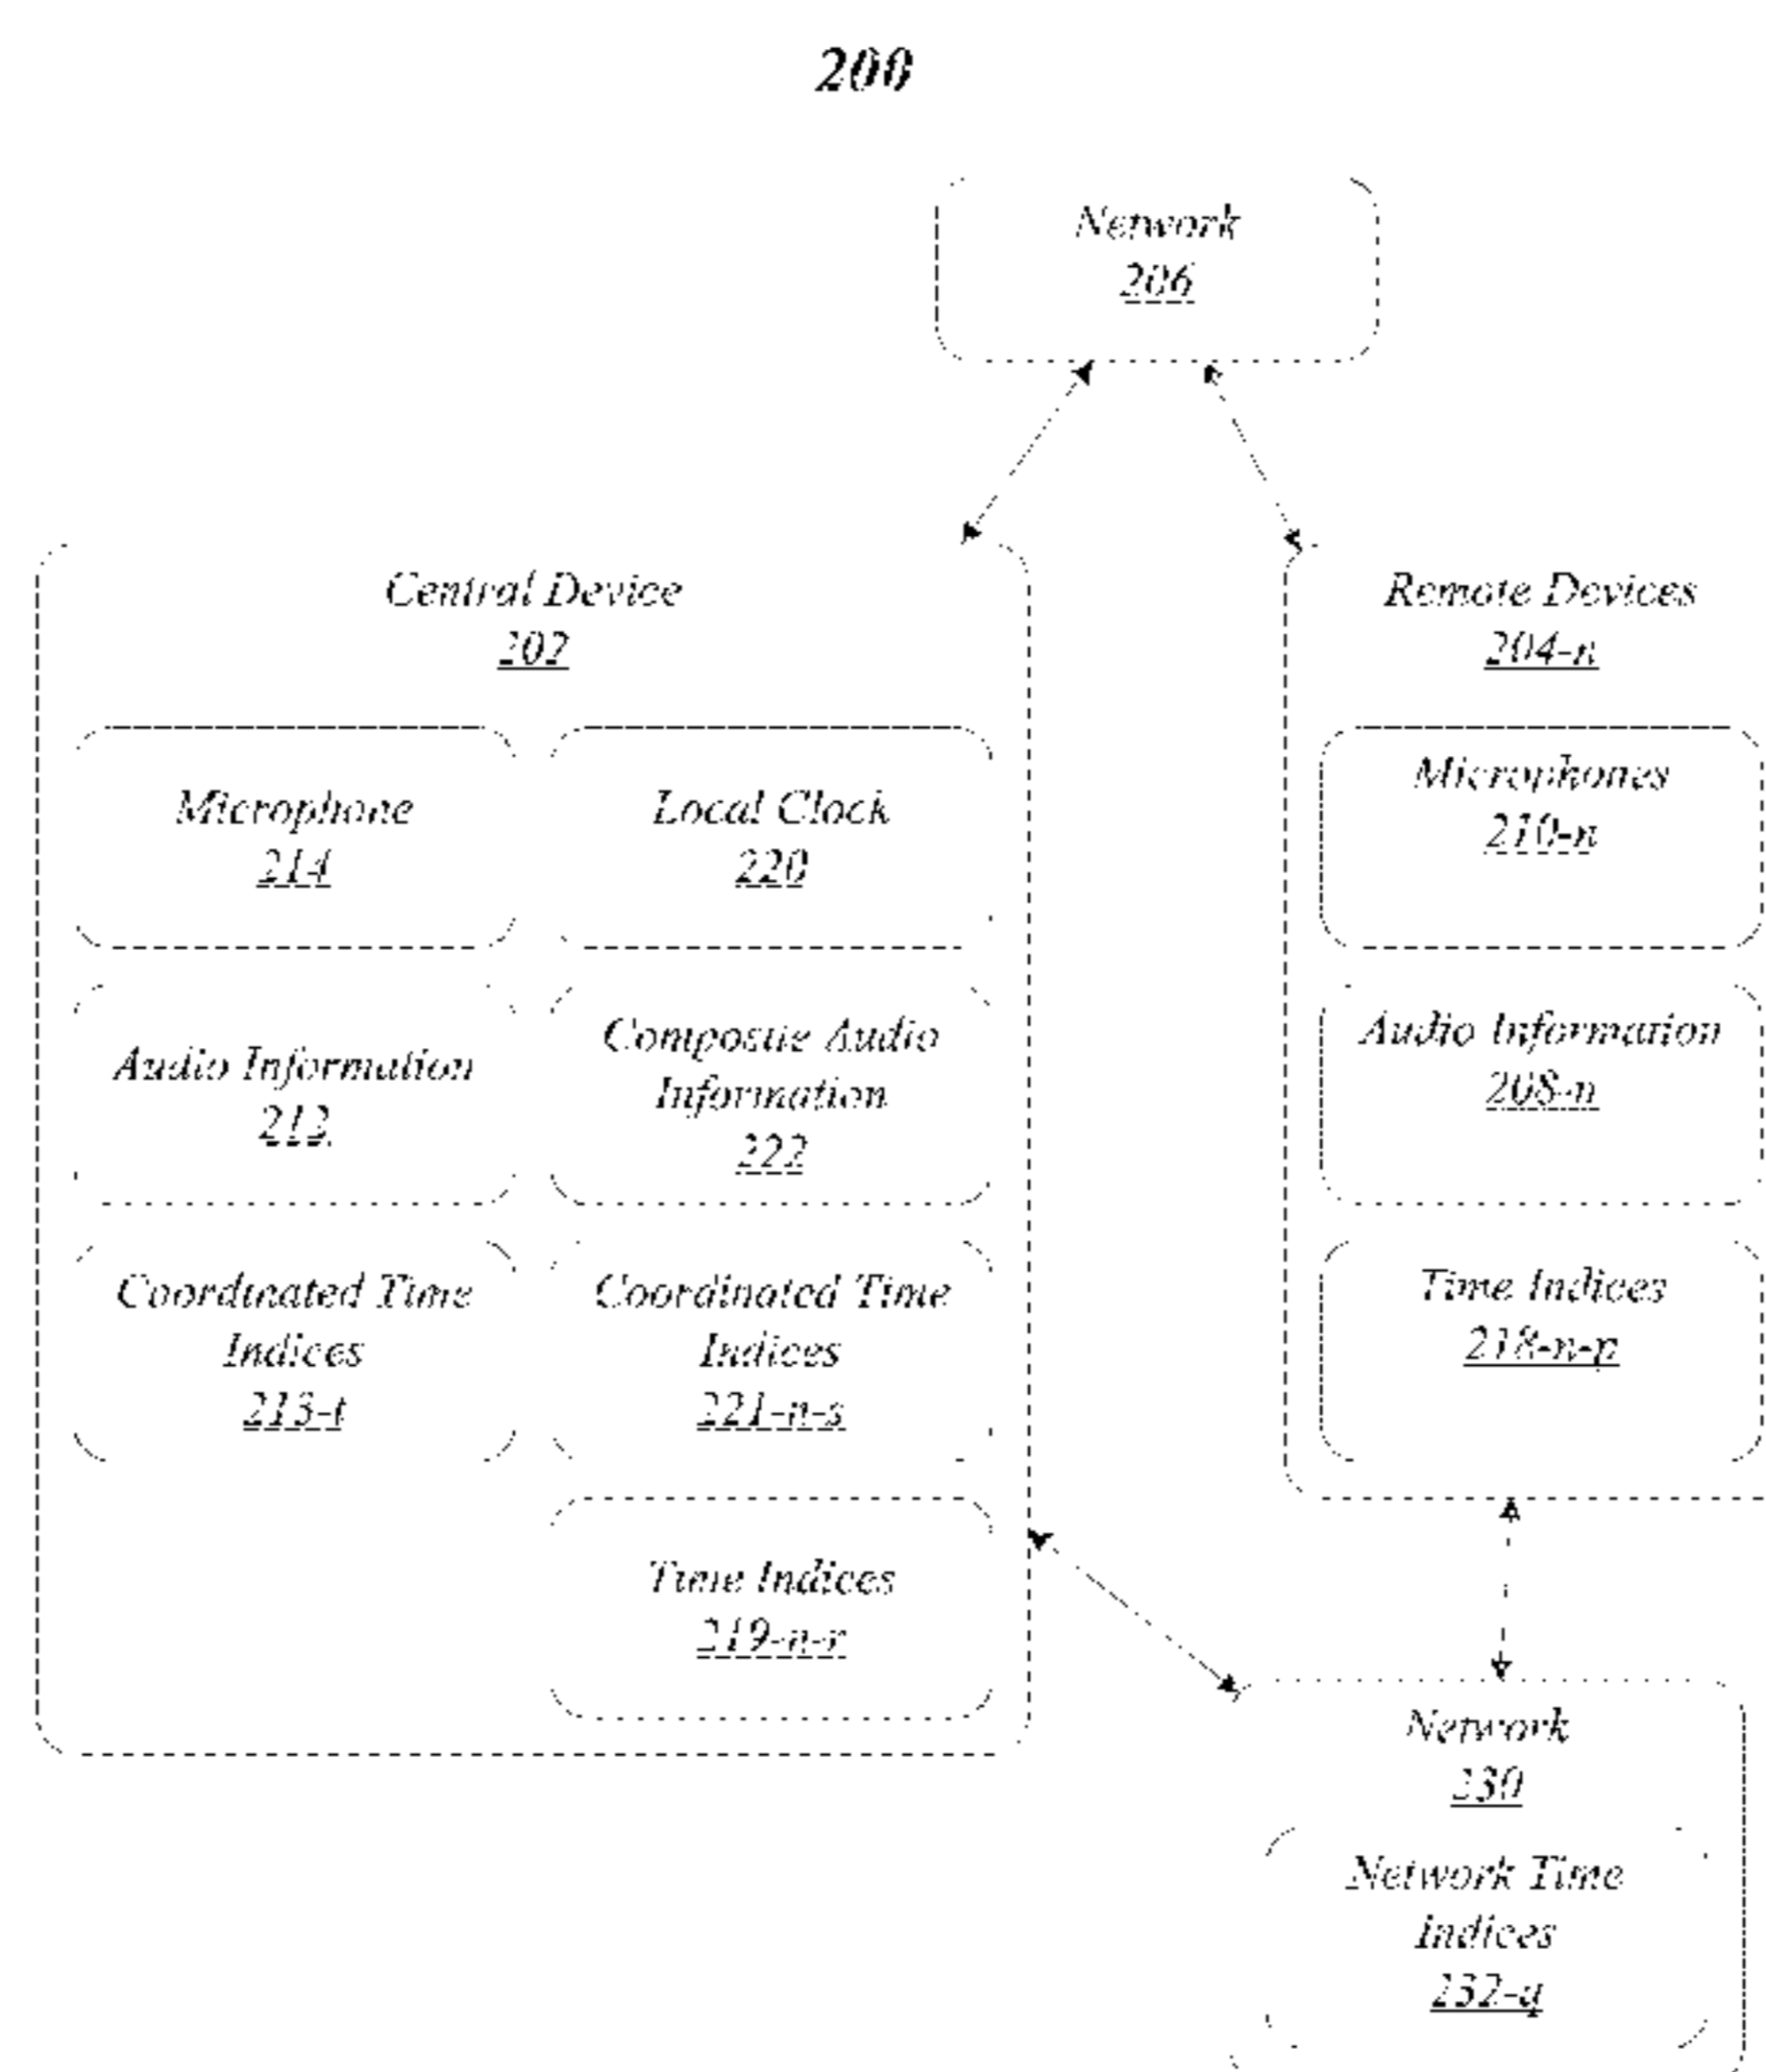 200
Network
206
Central Device
202
Remote Devices
204-n
Microphone
214
Local Clock
220
Microphones
210-n
Audio Information
212
Composite Audio
Information
222
Audio Information
208-n
Coordinated Time
Indices
213-t
Coordinated Time
Indices
221-n-s
Time Indices
218-n-p
Time Indices
219-n-r
Network
230
Network Time
Indices
232-q